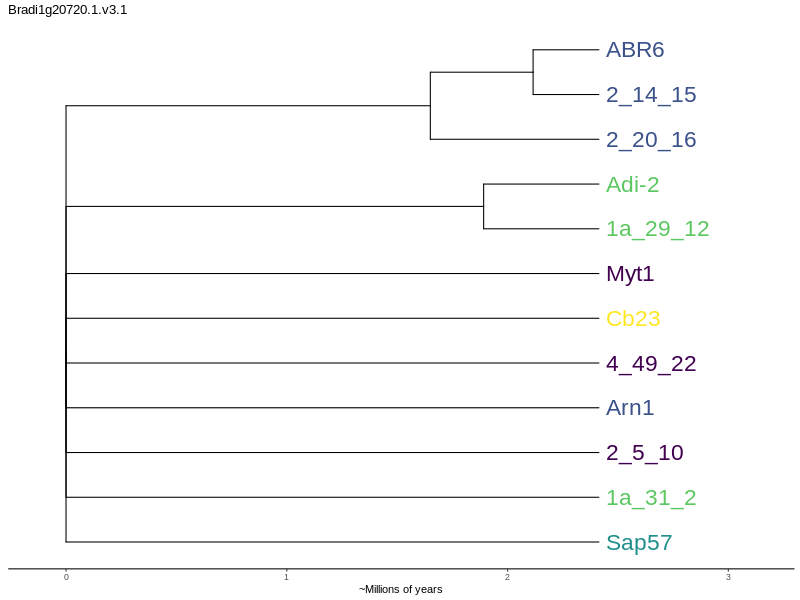 Bradi1g20720.1.v3.1
ABR6
2_14_15
2_20_16
Adi-2
1a_29_12
Myt1
Cb23
4_49_22
Arn1
2_5_10
1a_31_2
Sap57
0 1 2 3
~Millions of years